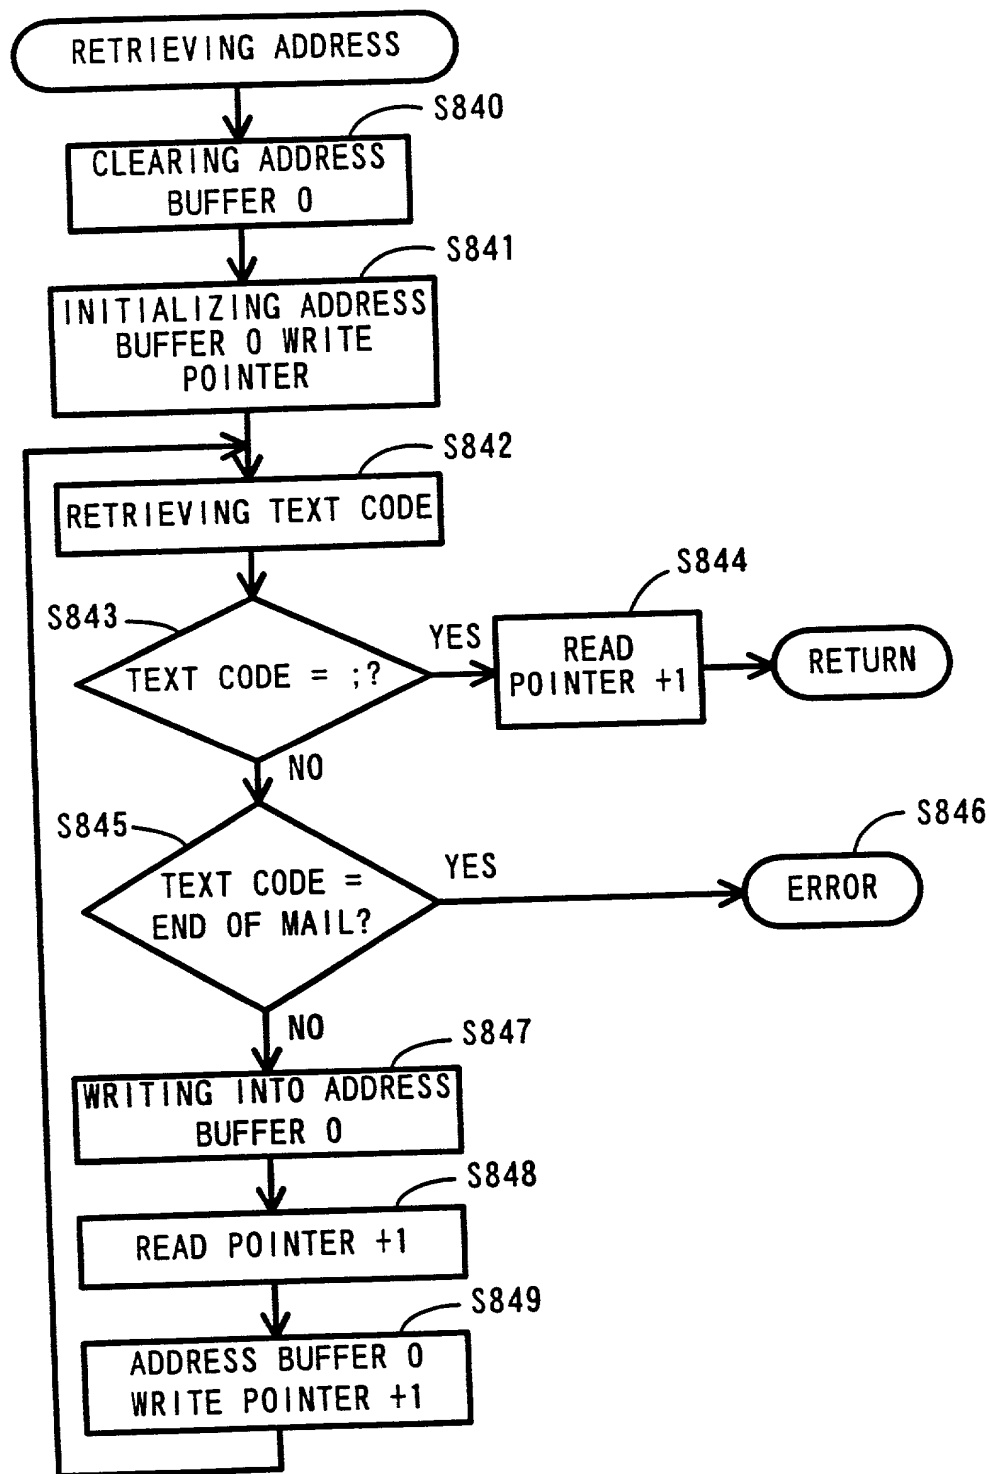 RETRIEVING ADDRESS
S840
CLEARING ADDRESS
BUFFER 0
S841
INITIALIZING ADDRESS
BUFFER 0 WRITE
POINTER
S842
RETRIEVING TEXT CODE
S843
TEXT CODE = ;?
YES
S844
READ
POINTER +1
RETURN
NO
S845
TEXT CODE =
END OF MAIL?
YES
S846
ERROR
NO
S847
WRITING INTO ADDRESS
BUFFER 0
S848
READ POINTER +1
S849
ADDRESS BUFFER 0
WRITE POINTER +1